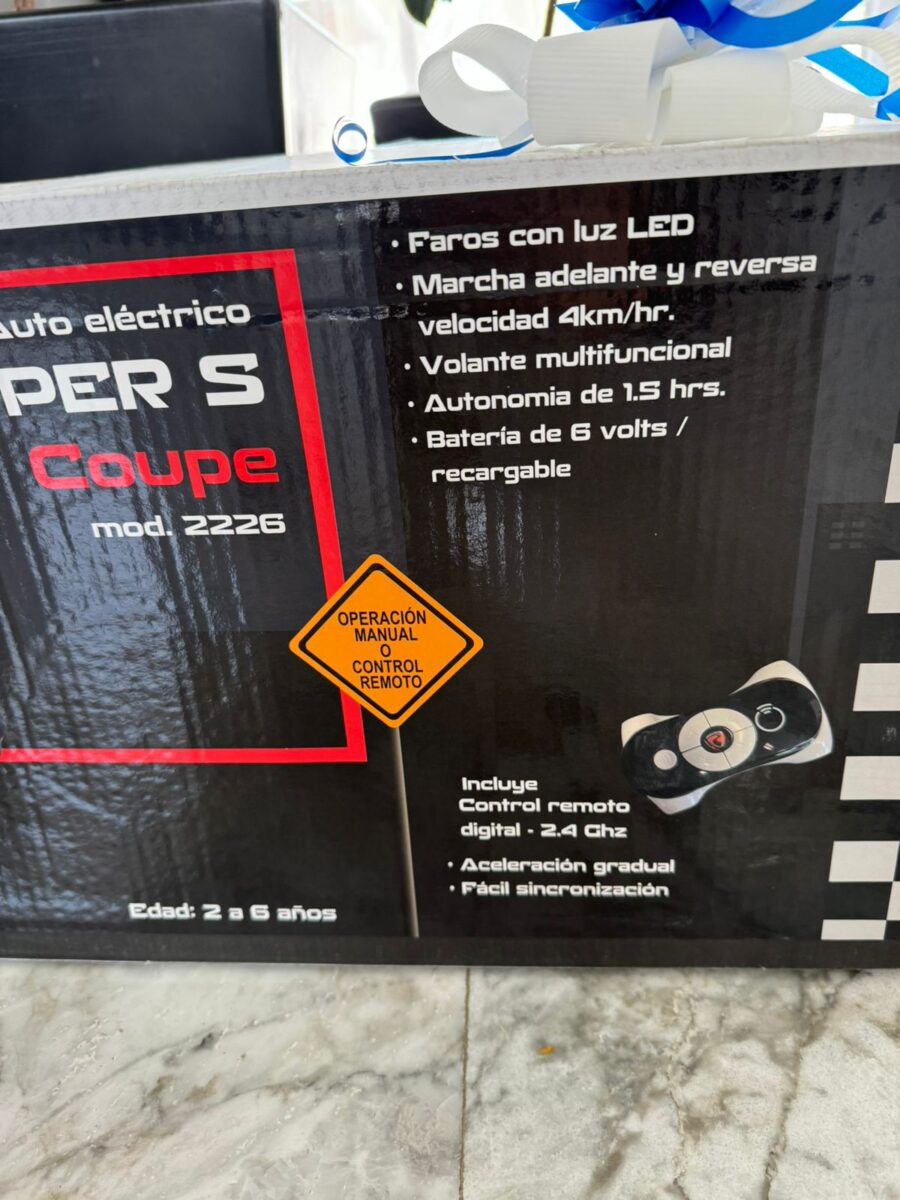 Auto eléctrico
PER S
Coupe
mod. 2226
• Faros con luz LED
• Marcha adelante y reversa
velocidad 4km/hr.
• Volante multifuncional
• Autonomia de 1.5 hrs.
• Batería de 6 volts /
recargable
OPERACIÓN
MANUAL
O
CONTROL
REMOTO
Incluye
Control remoto
digital - 2.4 Ghz
• Aceleración gradual
• Fácil sincronización
Edad: 2 a 6 años